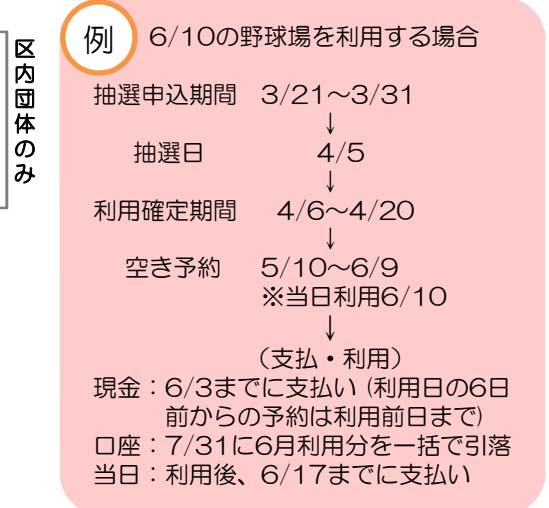 区内団体のみ
例
6/10の野球場を利用する場合
抽選申込期間 3/21〜3/31
↓
抽選日 4/5
↓
利用確定期間 4/6〜4/20
↓
空き予約 5/10〜6/9
※当日利用6/10
↓
（支払・利用）
現金：6/3までに支払い (利用日の6日
前からの予約は利用前日まで)
口座：7/31に6月利用分を一括で引落
当日：利用後、6/17までに支払い